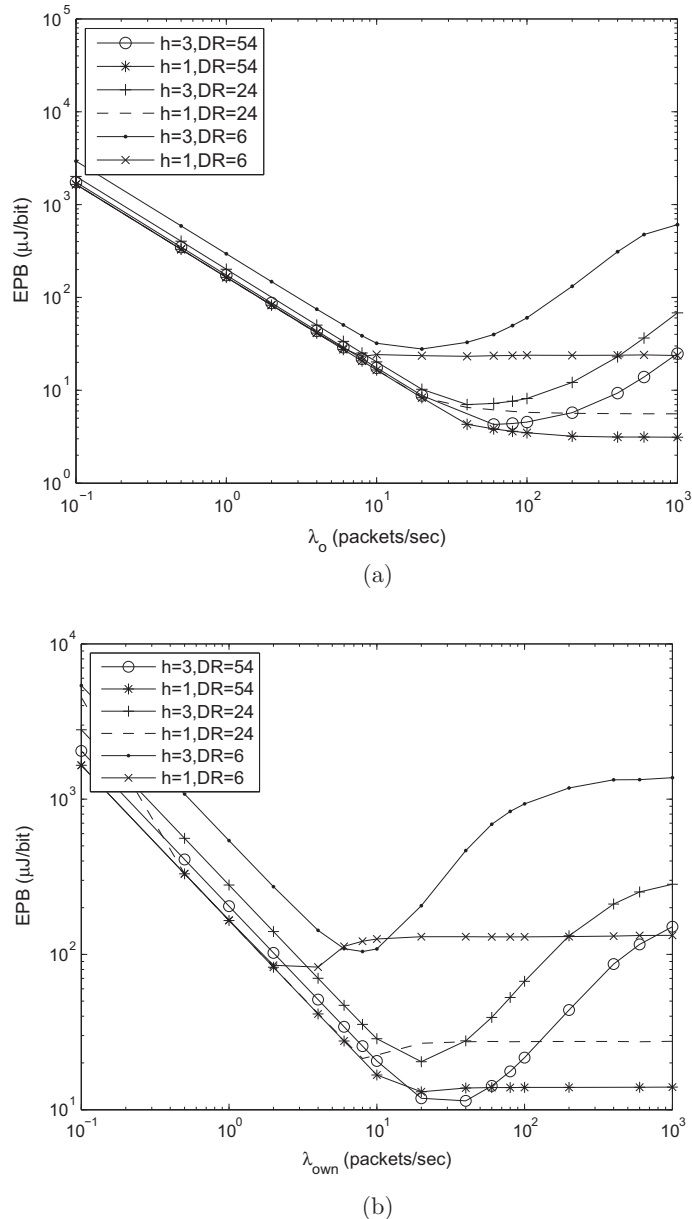 10^5
10^4
10^3
10^2
10^1
10^0
EPB (μJ/bit)
h=3,DR=54
h=1,DR=54
h=3,DR=24
h=1,DR=24
h=3,DR=6
h=1,DR=6
10^-1 10^0 10^1 10^2 10^3
λ_o (packets/sec)
(a)
10^4
10^3
10^2
10^1
EPB (μJ/bit)
h=3,DR=54
h=1,DR=54
h=3,DR=24
h=1,DR=24
h=3,DR=6
h=1,DR=6
10^-1 10^0 10^1 10^2 10^3
λ_own (packets/sec)
(b)